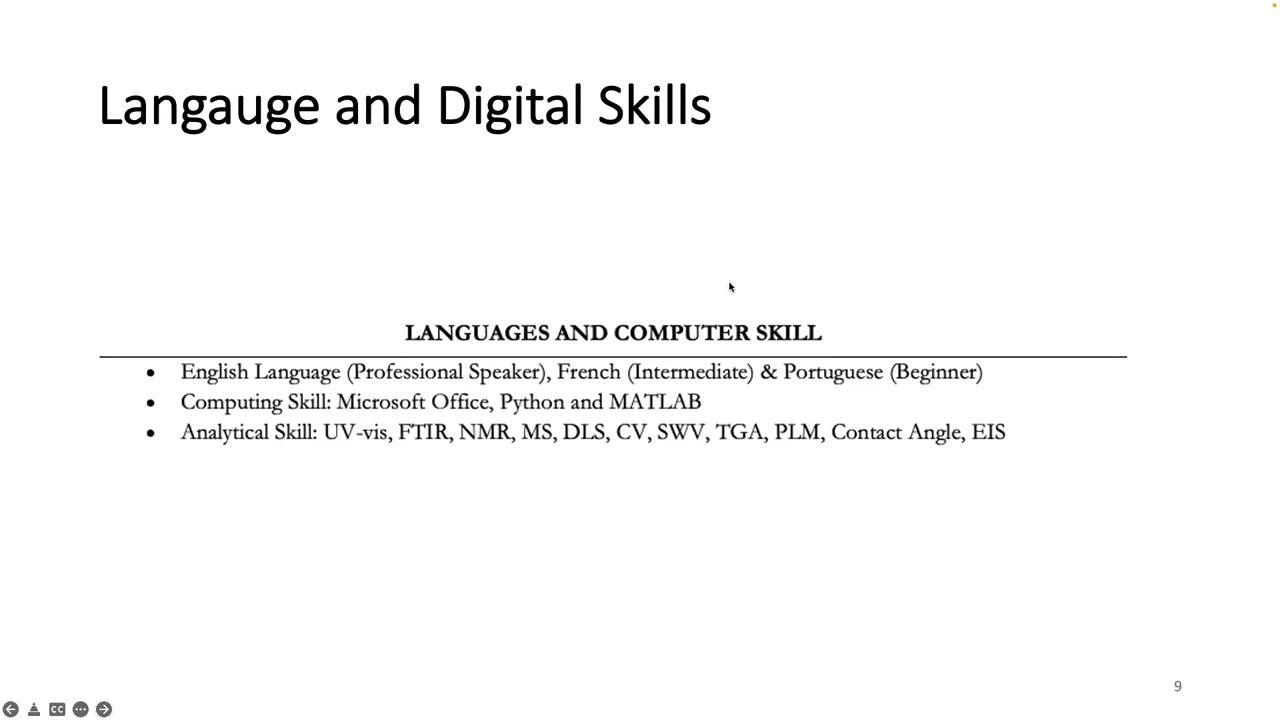 Langauge and Digital Skills
LANGUAGES AND COMPUTER SKILL
• English Language (Professional Speaker), French (Intermediate) & Portuguese (Beginner)
• Computing Skill: Microsoft Office, Python and MATLAB
• Analytical Skill: UV-vis, FTIR, NMR, MS, DLS, CV, SWV, TGA, PLM, Contact Angle, EIS
9
CC